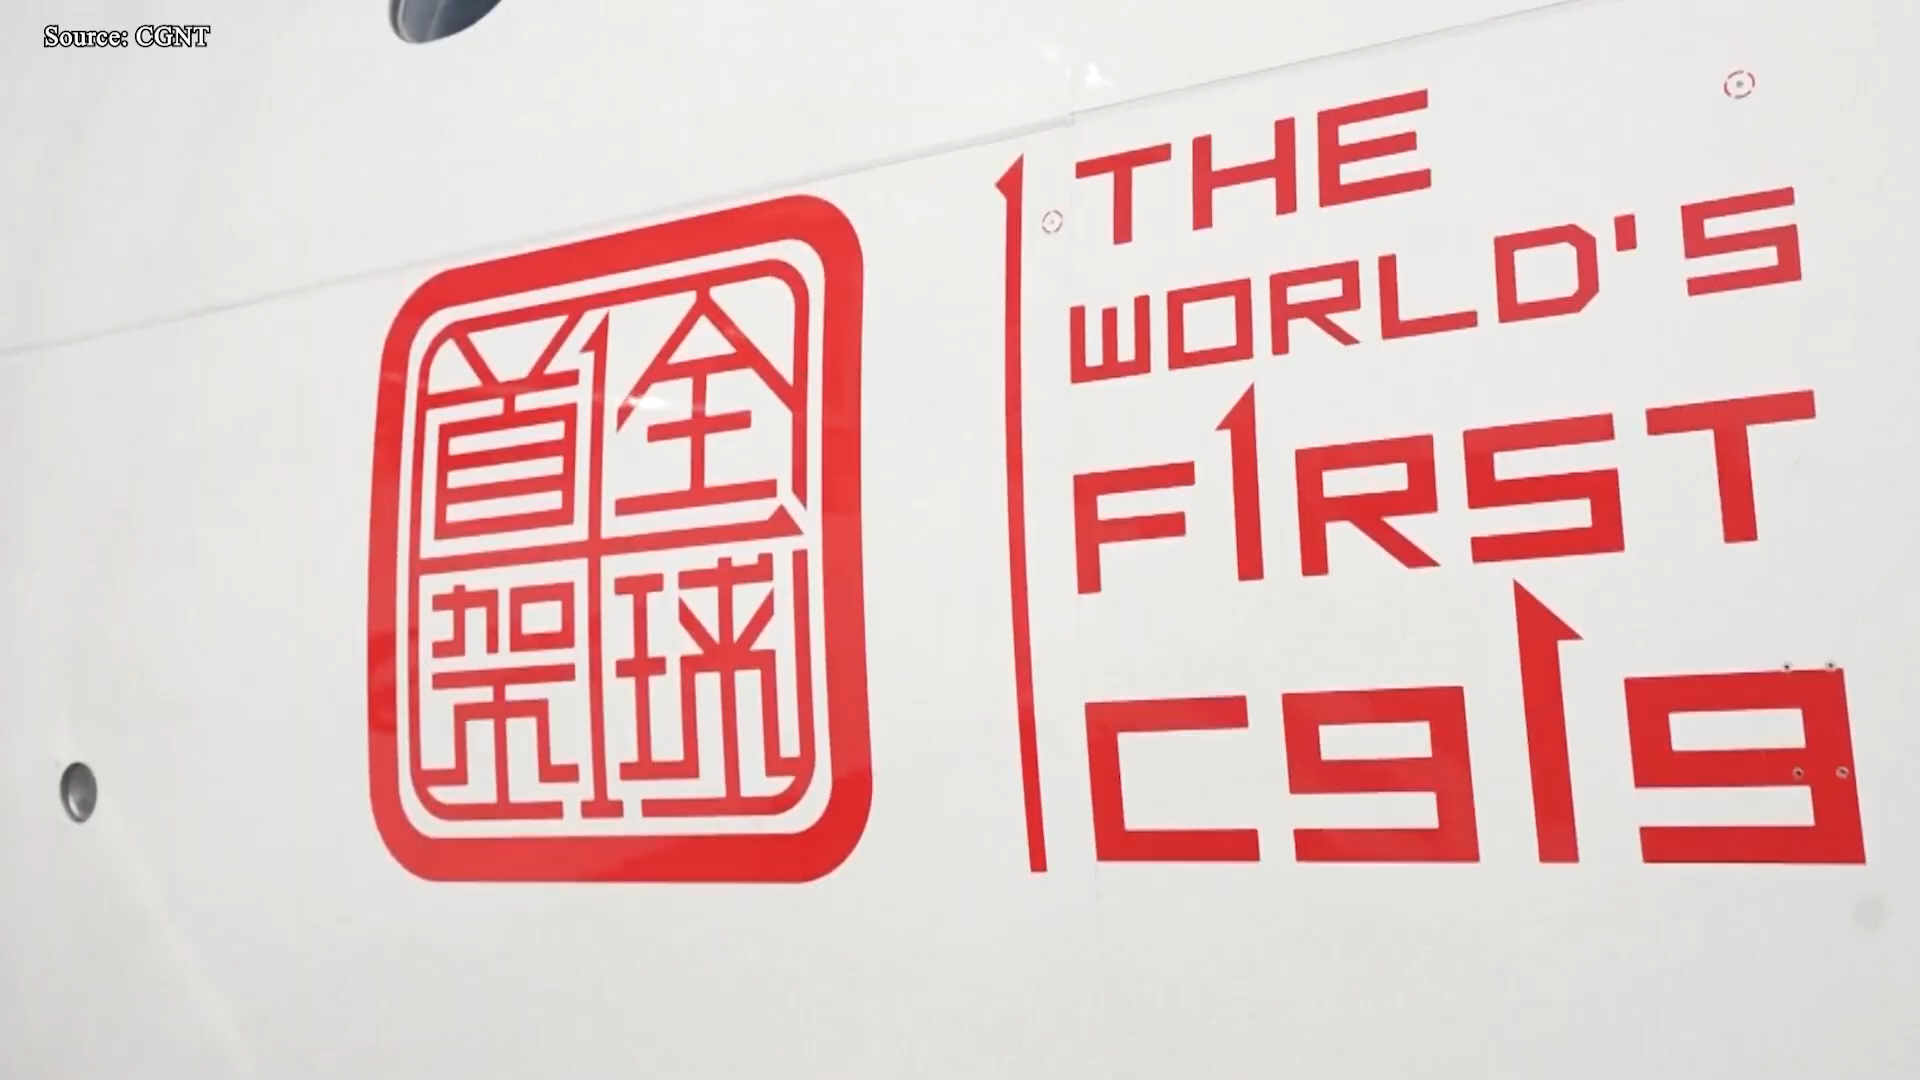 Source: CGNT
全球
首架
THE
WORLD'S
FIRST
C919